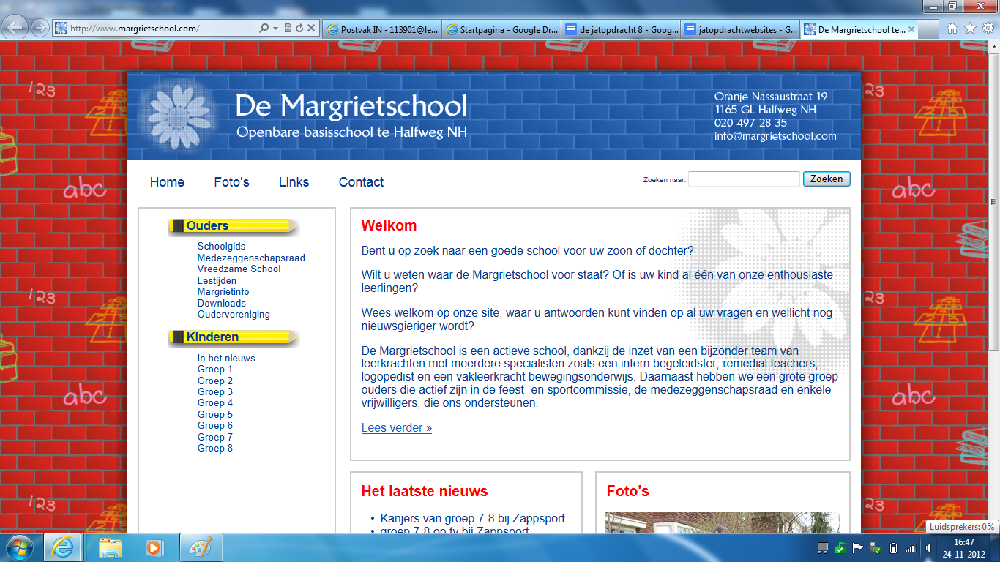 http://www.margrietschool.com/
Postvak IN - 113901@le...
Startpagina - Google Dr...
de jatopdracht 8 - Goog...
jatopdrachtwebsites - G...
De Margrietschool te...
De Margrietschool
Openbare basisschool te Halfweg NH
Oranje Nassaustraat 19
1165 GL Halfweg NH
020 497 28 35
info@margrietschool.com
Home
Foto's
Links
Contact
Zoeken naar:
Zoeken
Ouders
Schoolgids
Medezeggenschapsraad
Vreedzame School
Lestijden
Margrietinfo
Downloads
Oudervereniging
Kinderen
In het nieuws
Groep 1
Groep 2
Groep 3
Groep 4
Groep 5
Groep 6
Groep 7
Groep 8
Welkom
Bent u op zoek naar een goede school voor uw zoon of dochter?
Wilt u weten waar de Margrietschool voor staat? Of is uw kind al één van onze enthousiaste
leerlingen?
Wees welkom op onze site, waar u antwoorden kunt vinden op al uw vragen en wellicht nog
nieuwsgieriger wordt?
De Margrietschool is een actieve school, dankzij de inzet van een bijzonder team van
leerkrachten met meerdere specialisten zoals een intern begeleidster, remedial teachers,
logopedist en een vakleerkracht bewegingsonderwijs. Daarnaast hebben we een grote groep
ouders die actief zijn in de feest- en sportcommissie, de medezeggenschapsraad en enkele
vrijwilligers, die ons ondersteunen.
Lees verder »
Het laatste nieuws
• Kanjers van groep 7-8 bij Zappsport
• groep 7-8 op tv bij Zappsport
Foto's
123
abc
123
abc
123
123
abc
123
abc
Luidsprekers: 0%
16:47
24-11-2012